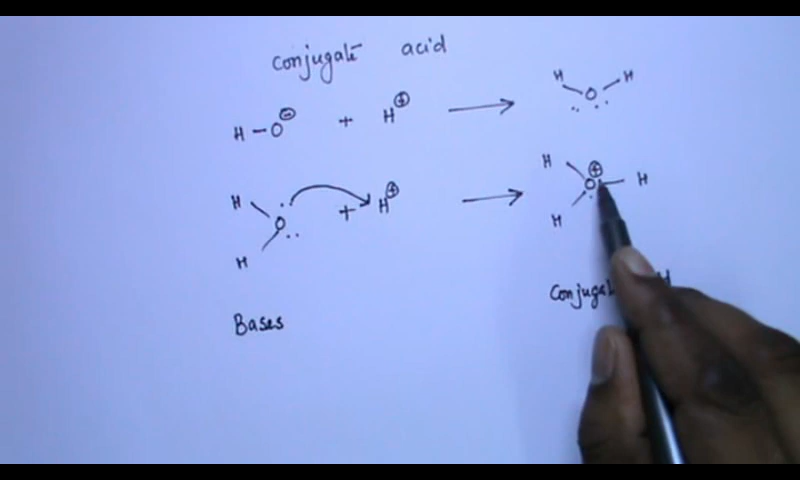 Conjugate acid
H – O⊖ + H⊕ ⟶ H O H
H H O + H⊕ ⟶ H H O⊕ H
Bases